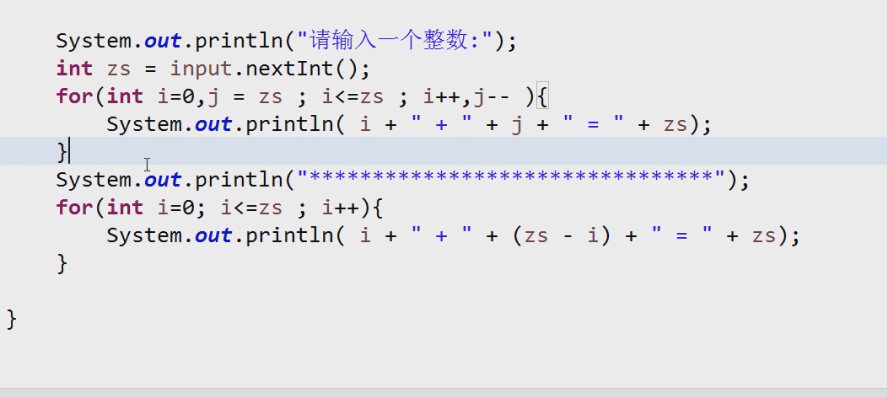 System.out.println("请输入一个整数:");
int zs = input.nextInt();
for(int i=0,j = zs ; i<=zs ; i++,j-- ){
System.out.println( i + " + " + j + " = " + zs);
}
System.out.println("********************************");
for(int i=0; i<=zs ; i++){
System.out.println( i + " + " + (zs - i) + " = " + zs);
}
}